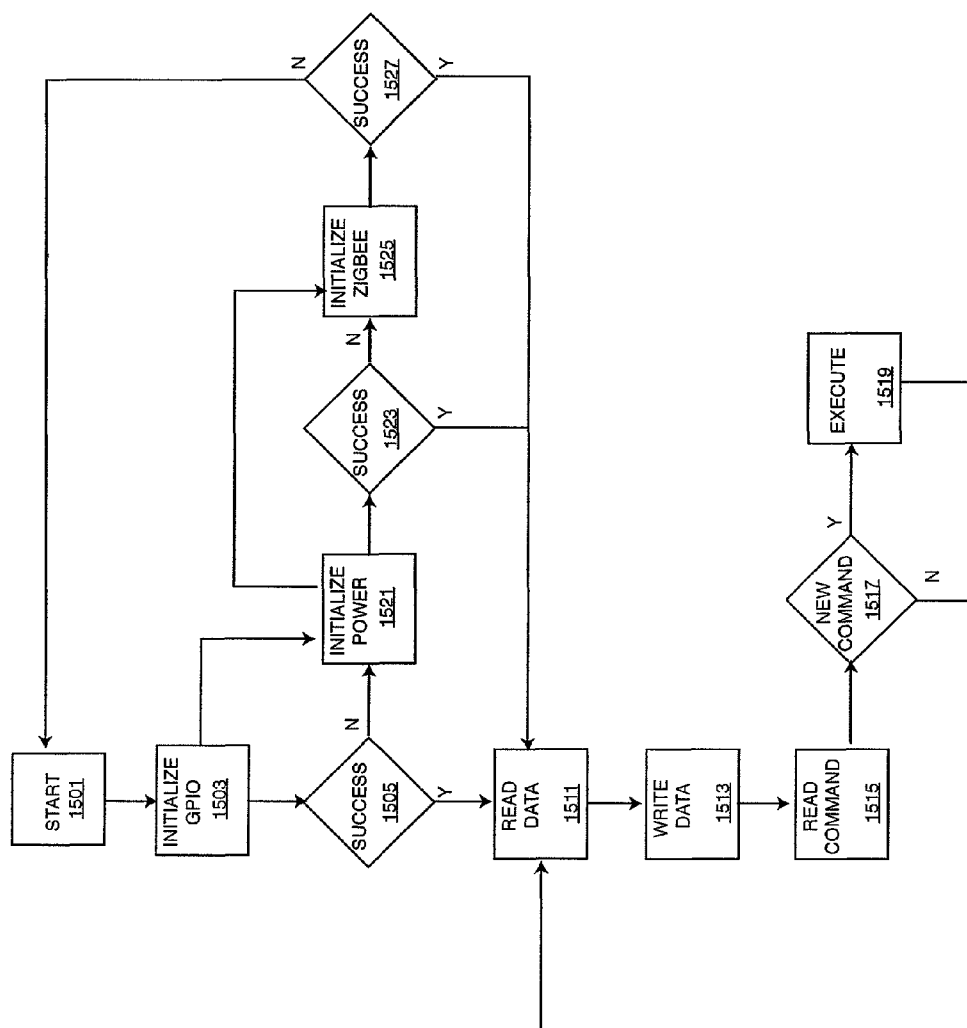 START
1501
INITIALIZE
GPIO
1503
SUCCESS
1505
N
Y
INITIALIZE
POWER
1521
SUCCESS
1523
N
Y
INITIALIZE
ZIGBEE
1525
SUCCESS
1527
N
Y
READ
DATA
1511
WRITE
DATA
1513
READ
COMMAND
1515
NEW
COMMAND
1517
Y
N
EXECUTE
1519